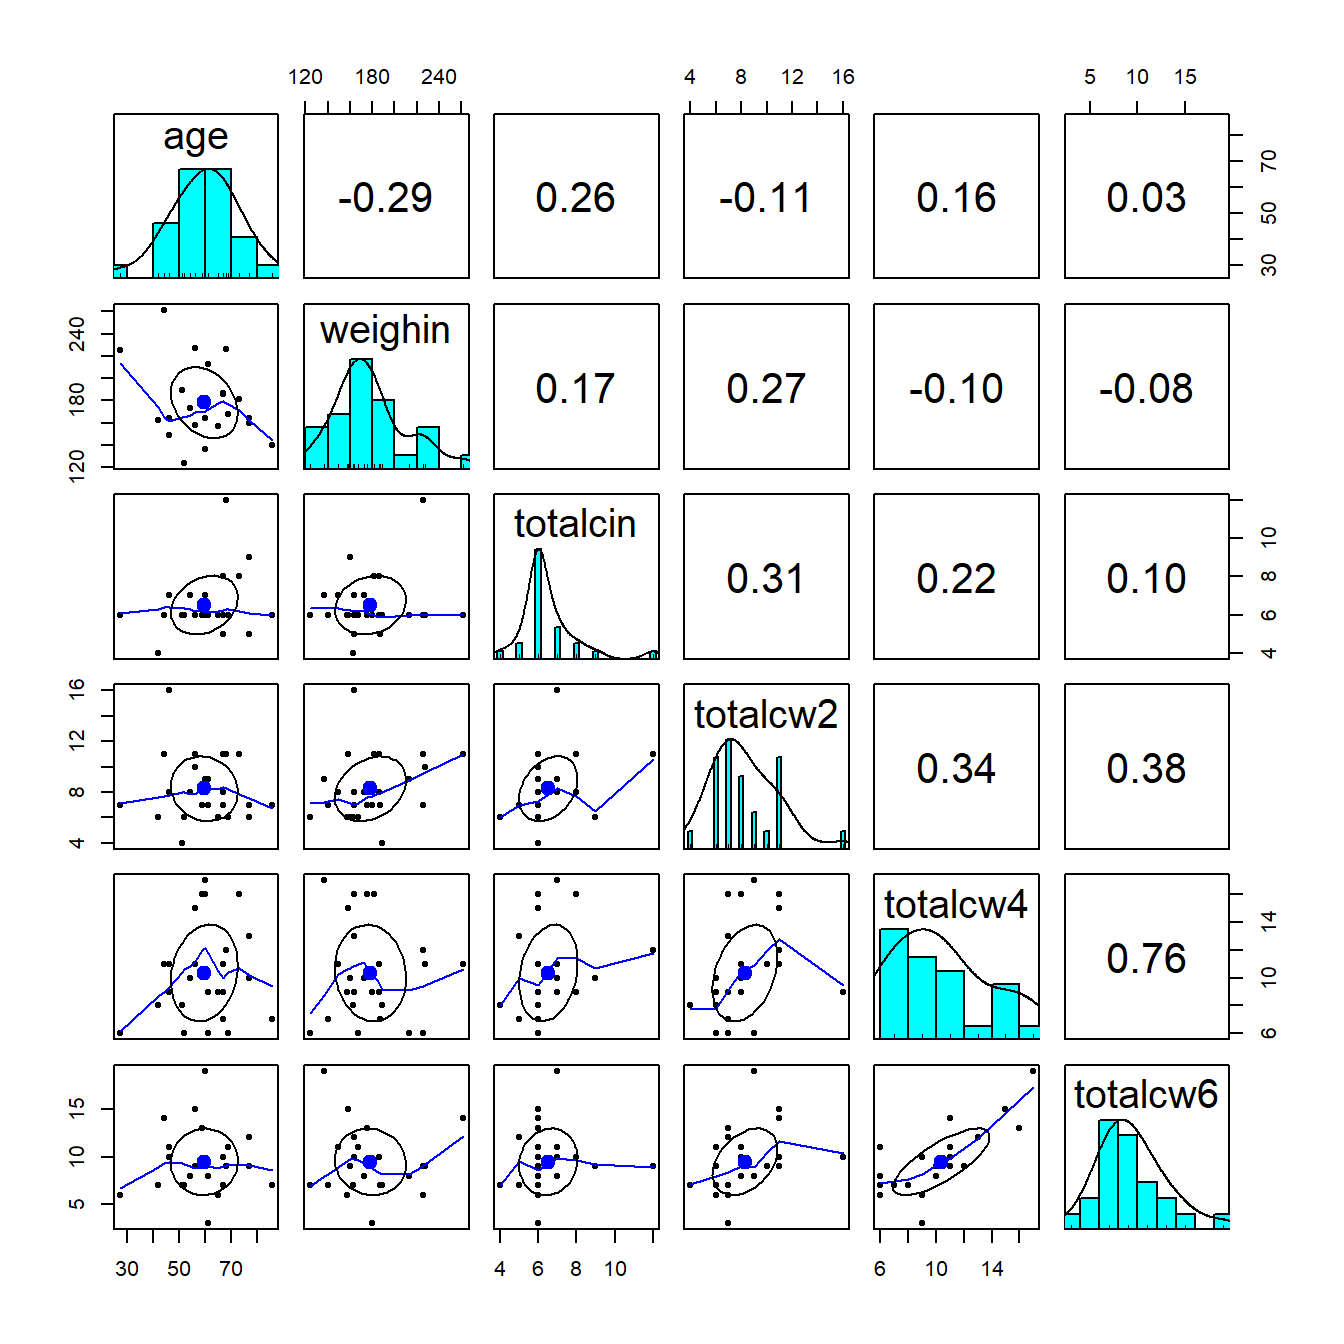 120 180 240 4 8 12 16 5 10 15
age -0.29 0.26 -0.11 0.16 0.03 30 50 70
120 180 240 weighin 0.17 0.27 -0.10 -0.08
totalcin 0.31 0.22 0.10 4 6 8 10
4 8 12 16 totalcw2 0.34 0.38
totalcw4 0.76 6 10 14
5 10 15 totalcw6
30 50 70 4 6 8 10 6 10 14